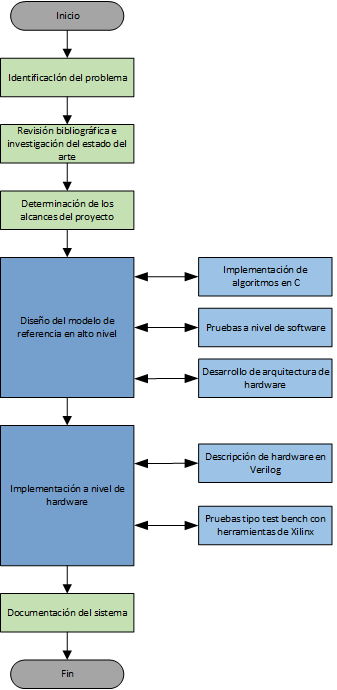 Inicio
Identificación del problema
Revisión bibliográfica e
investigación del estado del
arte
Determinación de los
alcances del proyecto
Diseño del modelo de
referencia en alto nivel
Implementación de
algoritmos en C
Pruebas a nivel de software
Desarrollo de arquitectura de
hardware
Implementación a nivel de
hardware
Descripción de hardware en
Verilog
Pruebas tipo test bench con
herramientas de Xilinx
Documentación del sistema
Fin